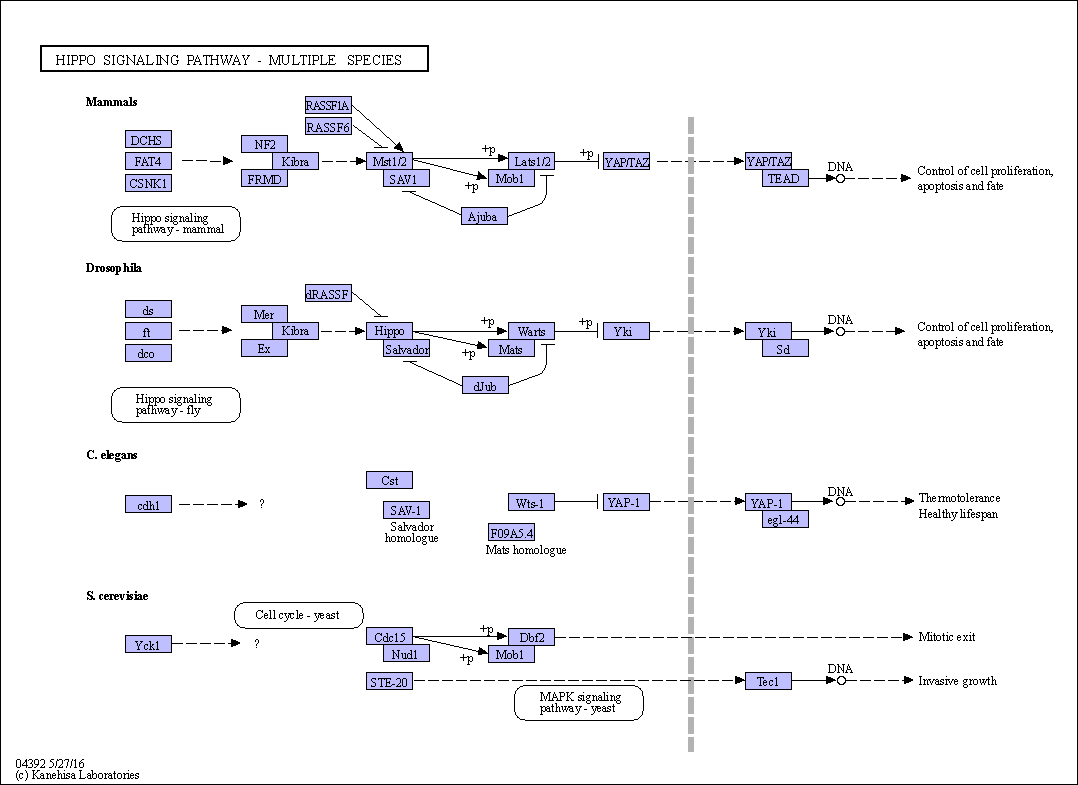 HIPPO SIGNALING PATHWAY - MULTIPLE SPECIES
Mammals
RASSF1A
RASSF6
DCHS
FAT4
CSNK1
NF2
Kibra
FRMD
Mst1/2
SAV1
+p
+p
Lats1/2
Mob1
+p
YAP/TAZ
Ajuba
YAP/TAZ
TEAD
DNA
Control of cell proliferation,
apoptosis and fate
Hippo signaling
pathway - mammal
Drosophila
dRASSF
ds
ft
dco
Mer
Kibra
Ex
Hippo
Salvador
+p
+p
Warts
Mats
+p
Yki
dJub
Yki
Sd
DNA
Control of cell proliferation,
apoptosis and fate
Hippo signaling
pathway - fly
C. elegans
cdh1
?
Cst
SAV-1
Salvador
homologue
Wts-1
F09A5.4
Mats homologue
YAP-1
YAP-1
egl-44
DNA
Thermotolerance
Healthy lifespan
S. cerevisiae
Cell cycle - yeast
Yck1
?
Cdc15
Nud1
+p
+p
Dbf2
Mob1
Mitotic exit
STE-20
MAPK signaling
pathway - yeast
Tec1
DNA
Invasive growth
04392 5/27/16
(c) Kanehisa Laboratories